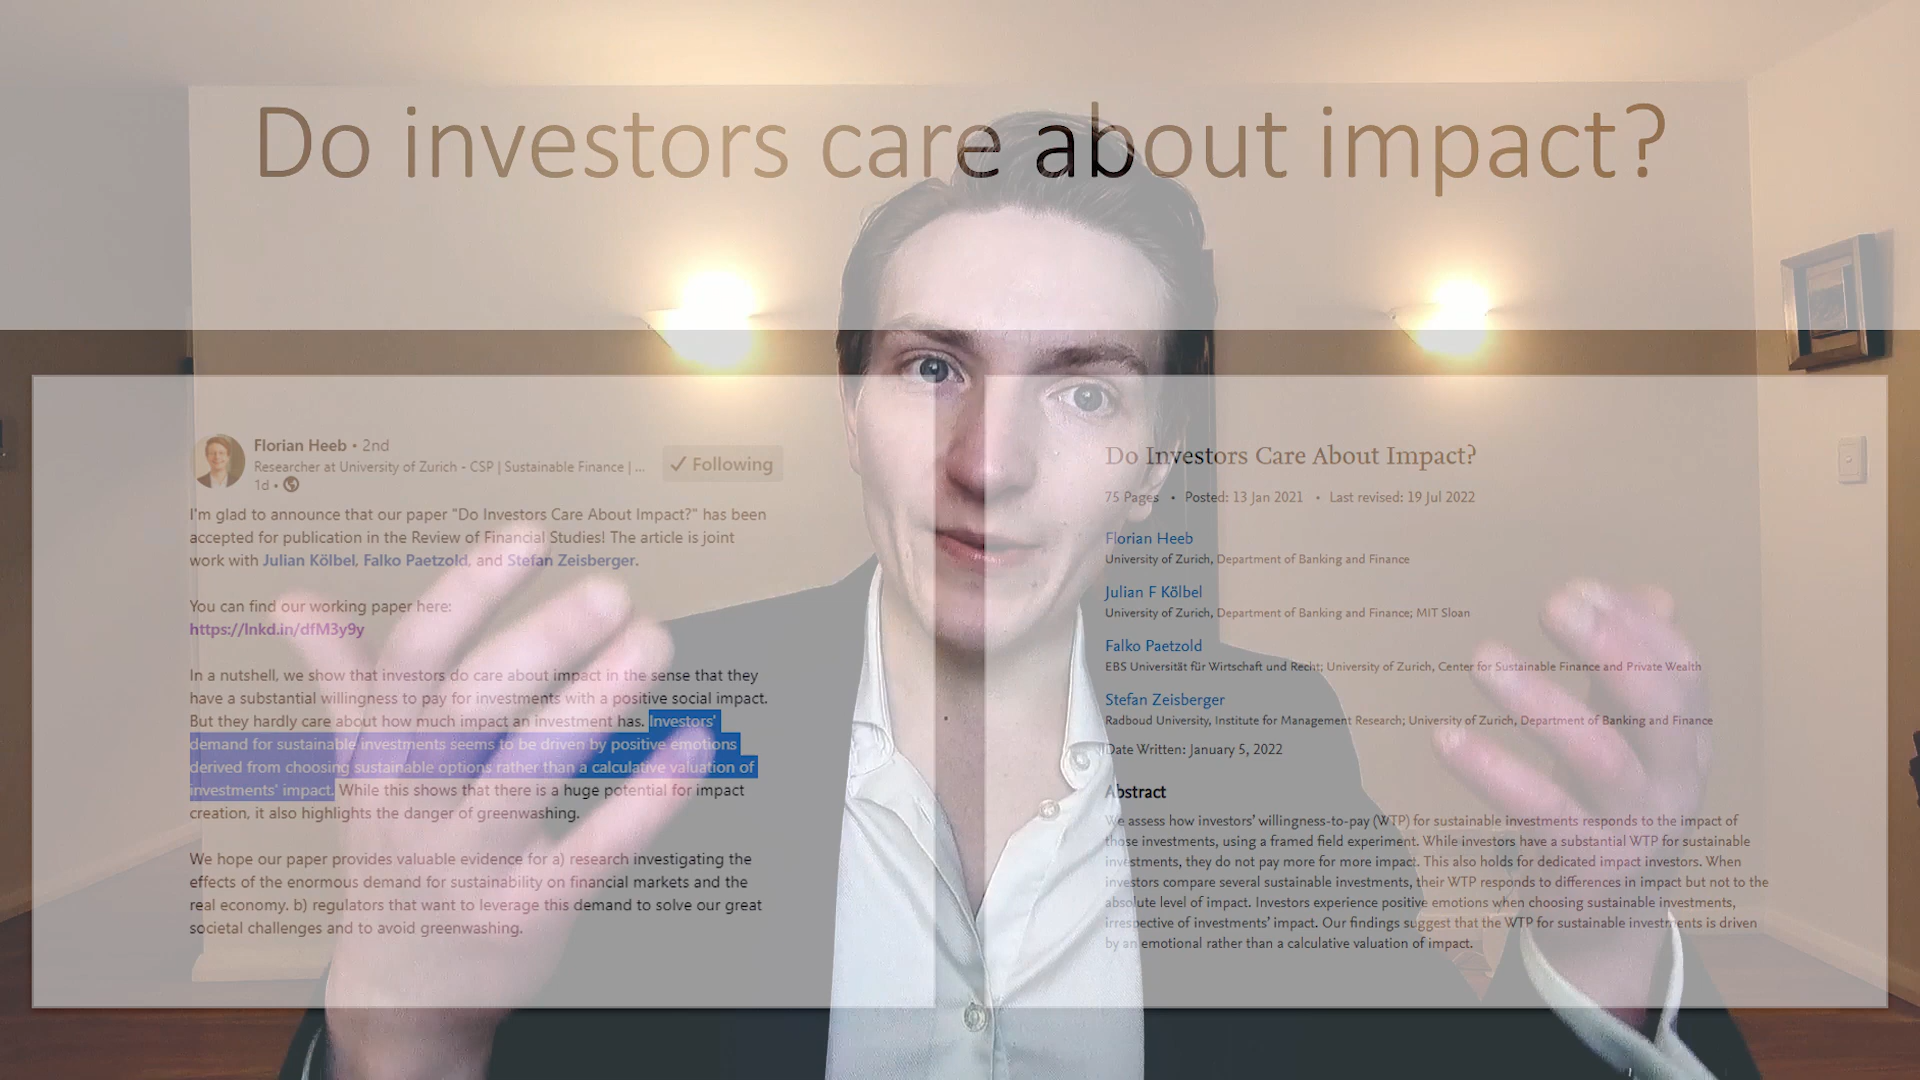 Do investors care about impact?
Florian Heeb • 2nd
Researcher at University of Zurich - CSP | Sustainable Finance | ...
1d •
✓ Following
I'm glad to announce that our paper "Do Investors Care About Impact?" has been
accepted for publication in the Review of Financial Studies! The article is joint
work with Julian Kölbel, Falko Paetzold, and Stefan Zeisberger.
You can find our working paper here:
https://lnkd.in/dfM3y9y
In a nutshell, we show that investors do care about impact in the sense that they
have a substantial willingness to pay for investments with a positive social impact.
But they hardly care about how much impact an investment has. Investors'
demand for sustainable investments seems to be driven by positive emotions
derived from choosing sustainable options rather than a calculative valuation of
investments' impact. While this shows that there is a huge potential for impact
creation, it also highlights the danger of greenwashing.
We hope our paper provides valuable evidence for a) research investigating the
effects of the enormous demand for sustainability on financial markets and the
real economy. b) regulators that want to leverage this demand to solve our great
societal challenges and to avoid greenwashing.
Do Investors Care About Impact?
75 Pages • Posted: 13 Jan 2021 • Last revised: 19 Jul 2022
Florian Heeb
University of Zurich, Department of Banking and Finance
Julian F Kölbel
University of Zurich, Department of Banking and Finance; MIT Sloan
Falko Paetzold
EBS Universität für Wirtschaft und Recht; University of Zurich, Center for Sustainable Finance and Private Wealth
Stefan Zeisberger
Radboud University, Institute for Management Research; University of Zurich, Department of Banking and Finance
Date Written: January 5, 2022
Abstract
We assess how investors' willingness-to-pay (WTP) for sustainable investments responds to the impact of
those investments, using a framed field experiment. While investors have a substantial WTP for sustainable
investments, they do not pay more for more impact. This also holds for dedicated impact investors. When
investors compare several sustainable investments, their WTP responds to differences in impact but not to the
absolute level of impact. Investors experience positive emotions when choosing sustainable investments,
irrespective of investments' impact. Our findings suggest that the WTP for sustainable investments is driven
by an emotional rather than a calculative valuation of impact.